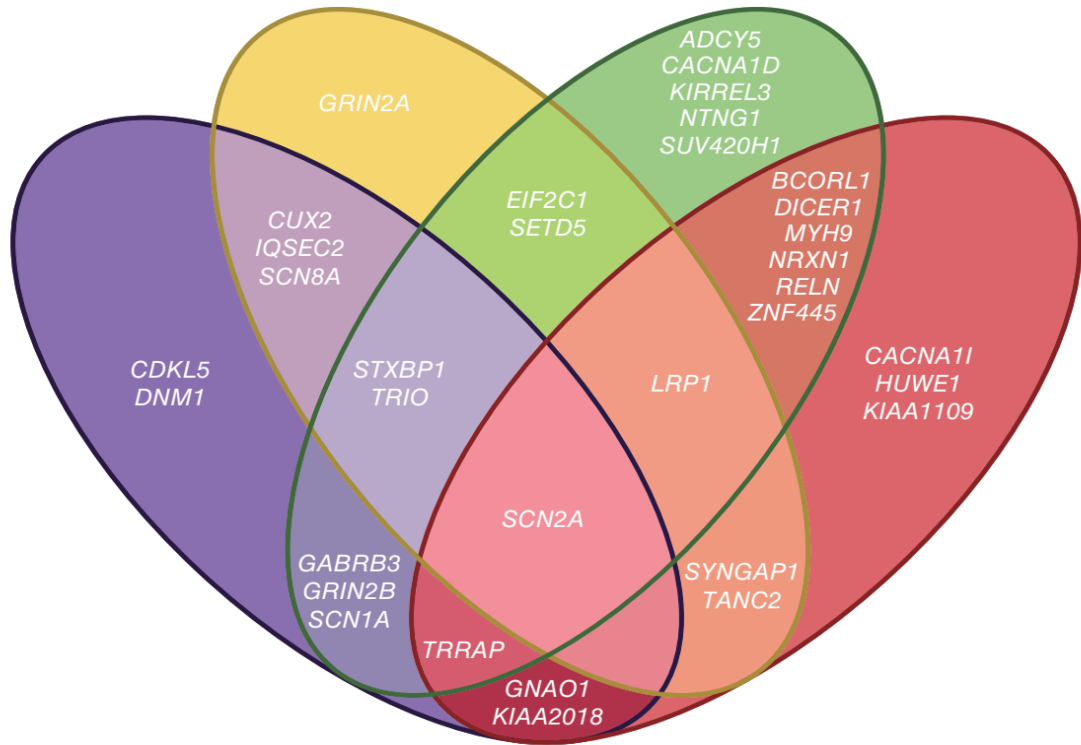 GRIN2A
ADCY5
CACNA1D
KIRREL3
NTNG1
SUV420H1
EIF2C1
SETD5
BCORL1
DICER1
MYH9
NRXN1
RELN
ZNF445
CUX2
IQSEC2
SCN8A
CDKL5
DNM1
STXBP1
TRIO
LRP1
CACNA1I
HUWE1
KIAA1109
SCN2A
GABRB3
GRIN2B
SCN1A
SYNGAP1
TANC2
TRRAP
GNAO1
KIAA2018